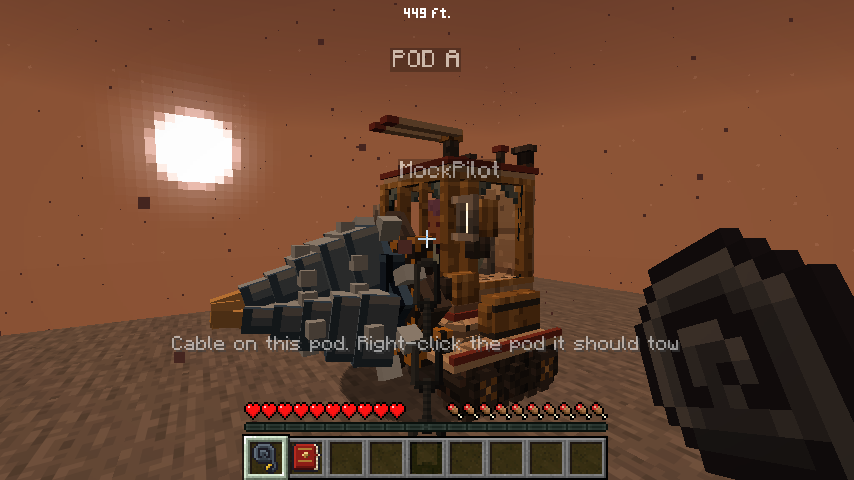 449 ft.
POD A
MockPilot
Cable on this pod. Right-click the pod it should tow